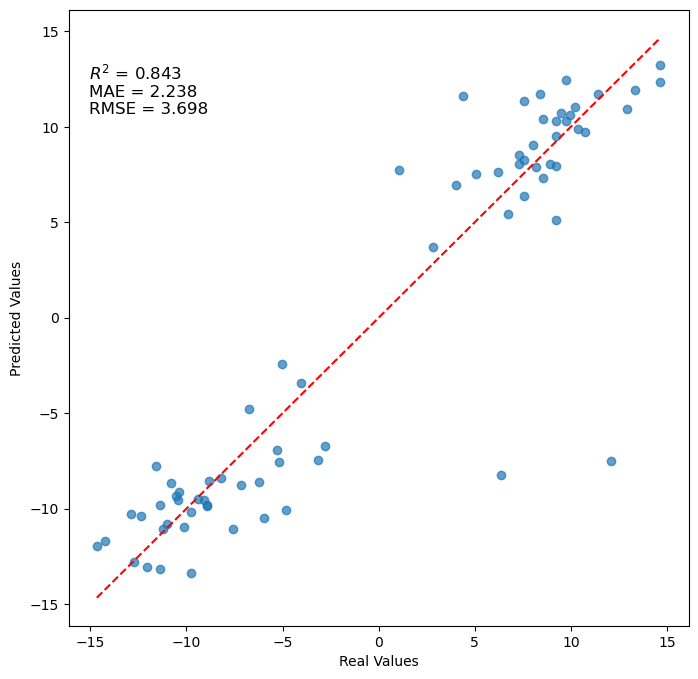 R² = 0.843
MAE = 2.238
RMSE = 3.698
15
10
5
0
−5
−10
−15
Predicted Values
−15 −10 −5 0 5 10 15
Real Values